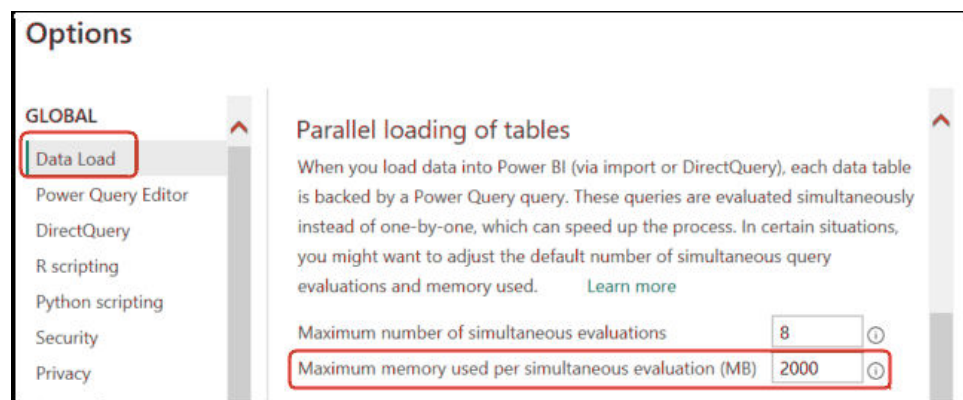 Options
GLOBAL
Data Load
Power Query Editor
DirectQuery
R scripting
Python scripting
Security
Privacy
Parallel loading of tables
When you load data into Power BI (via import or DirectQuery), each data table
is backed by a Power Query query. These queries are evaluated simultaneously
instead of one-by-one, which can speed up the process. In certain situations,
you might want to adjust the default number of simultaneous query
evaluations and memory used. Learn more
Maximum number of simultaneous evaluations 8
Maximum memory used per simultaneous evaluation (MB) 2000